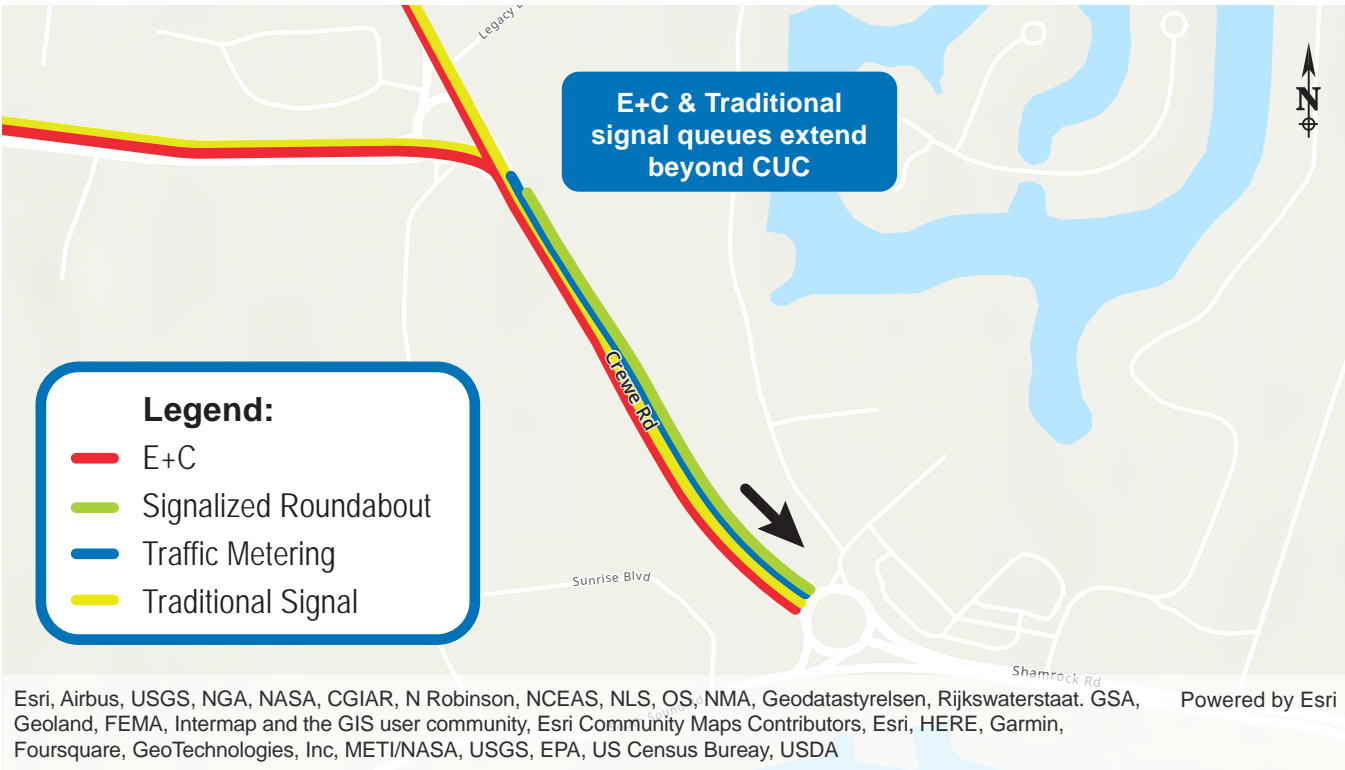 Legacy
E+C & Traditional
signal queues extend
beyond CUC
N
Crewe Rd
Legend:
E+C
Signalized Roundabout
Traffic Metering
Traditional Signal
Sunrise Blvd
Shamrock Rd
Esri, Airbus, USGS, NGA, NASA, CGIAR, N Robinson, NCEAS, NLS, OS, NMA, Geodatastyrelsen, Rijkswaterstaat. GSA,
Geoland, FEMA, Intermap and the GIS user community, Esri Community Maps Contributors, Esri, HERE, Garmin,
Foursquare, GeoTechnologies, Inc, METI/NASA, USGS, EPA, US Census Bureay, USDA
Powered by Esri